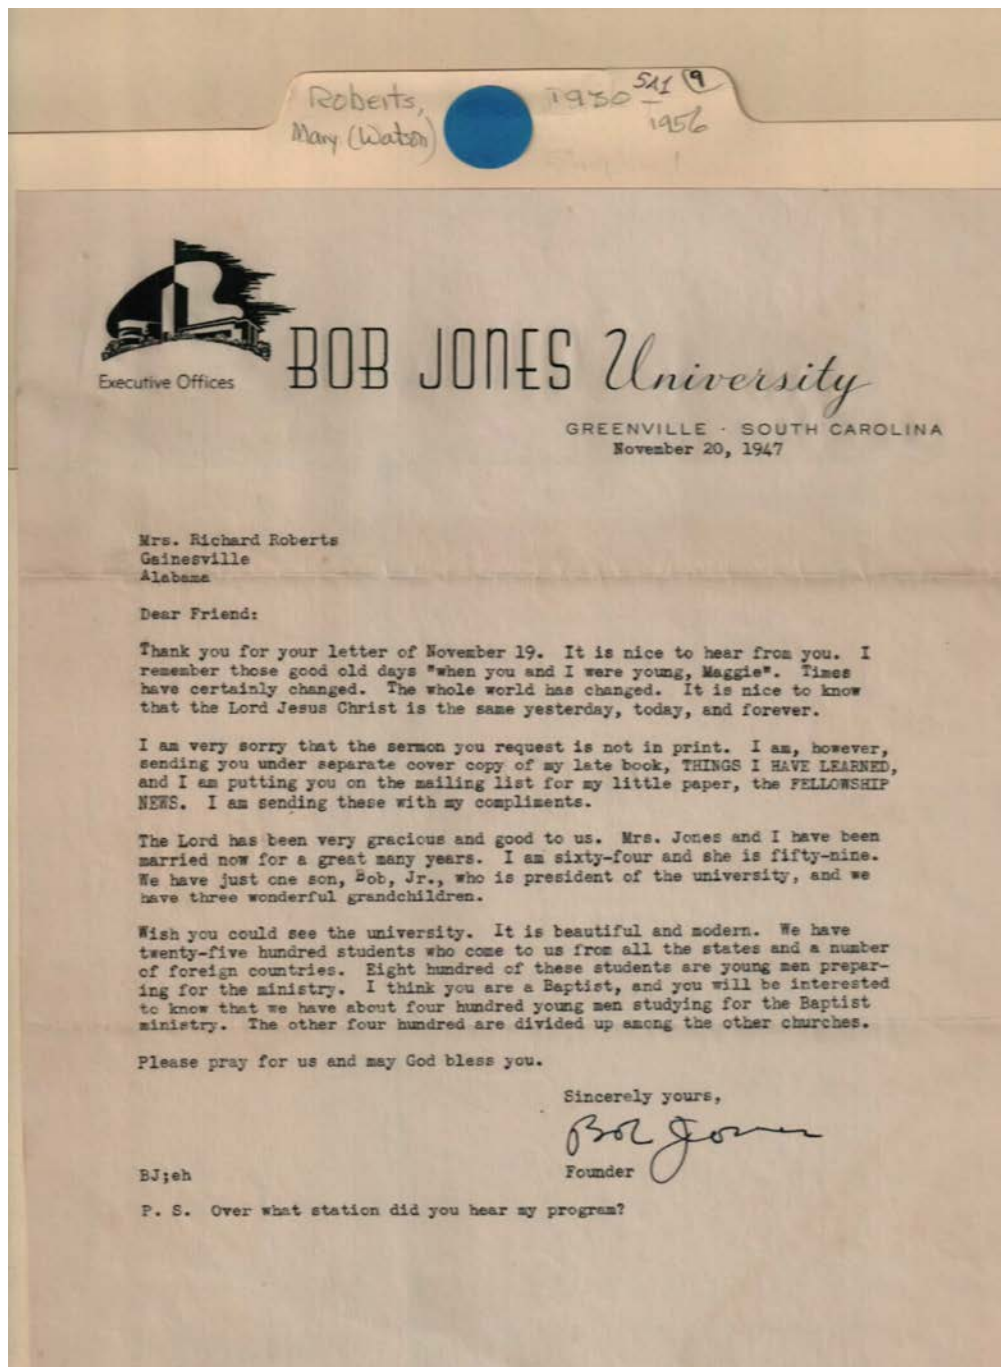 Roberts,
Mary (Watson)
1930 – 1956
SA1 9
Executive Offices
BOB JONES University
GREENVILLE · SOUTH CAROLINA
November 20, 1947
Mrs. Richard Roberts
Gainesville
Alabama
Dear Friend:
Thank you for your letter of November 19. It is nice to hear from you. I
remember those good old days "when you and I were young, Maggie". Times
have certainly changed. The whole world has changed. It is nice to know
that the Lord Jesus Christ is the same yesterday, today, and forever.
I am very sorry that the sermon you request is not in print. I am, however,
sending you under separate cover copy of my late book, THINGS I HAVE LEARNED,
and I am putting you on the mailing list for my little paper, the FELLOWSHIP
NEWS. I am sending these with my compliments.
The Lord has been very gracious and good to us. Mrs. Jones and I have been
married now for a great many years. I am sixty-four and she is fifty-nine.
We have just one son, Bob, Jr., who is president of the university, and we
have three wonderful grandchildren.
Wish you could see the university. It is beautiful and modern. We have
twenty-five hundred students who come to us from all the states and a number
of foreign countries. Eight hundred of these students are young men prepar-
ing for the ministry. I think you are a Baptist, and you will be interested
to know that we have about four hundred young men studying for the Baptist
ministry. The other four hundred are divided up among the other churches.
Please pray for us and may God bless you.
Sincerely yours,
Bob Jones
Founder
BJ;eh
P. S. Over what station did you hear my program?